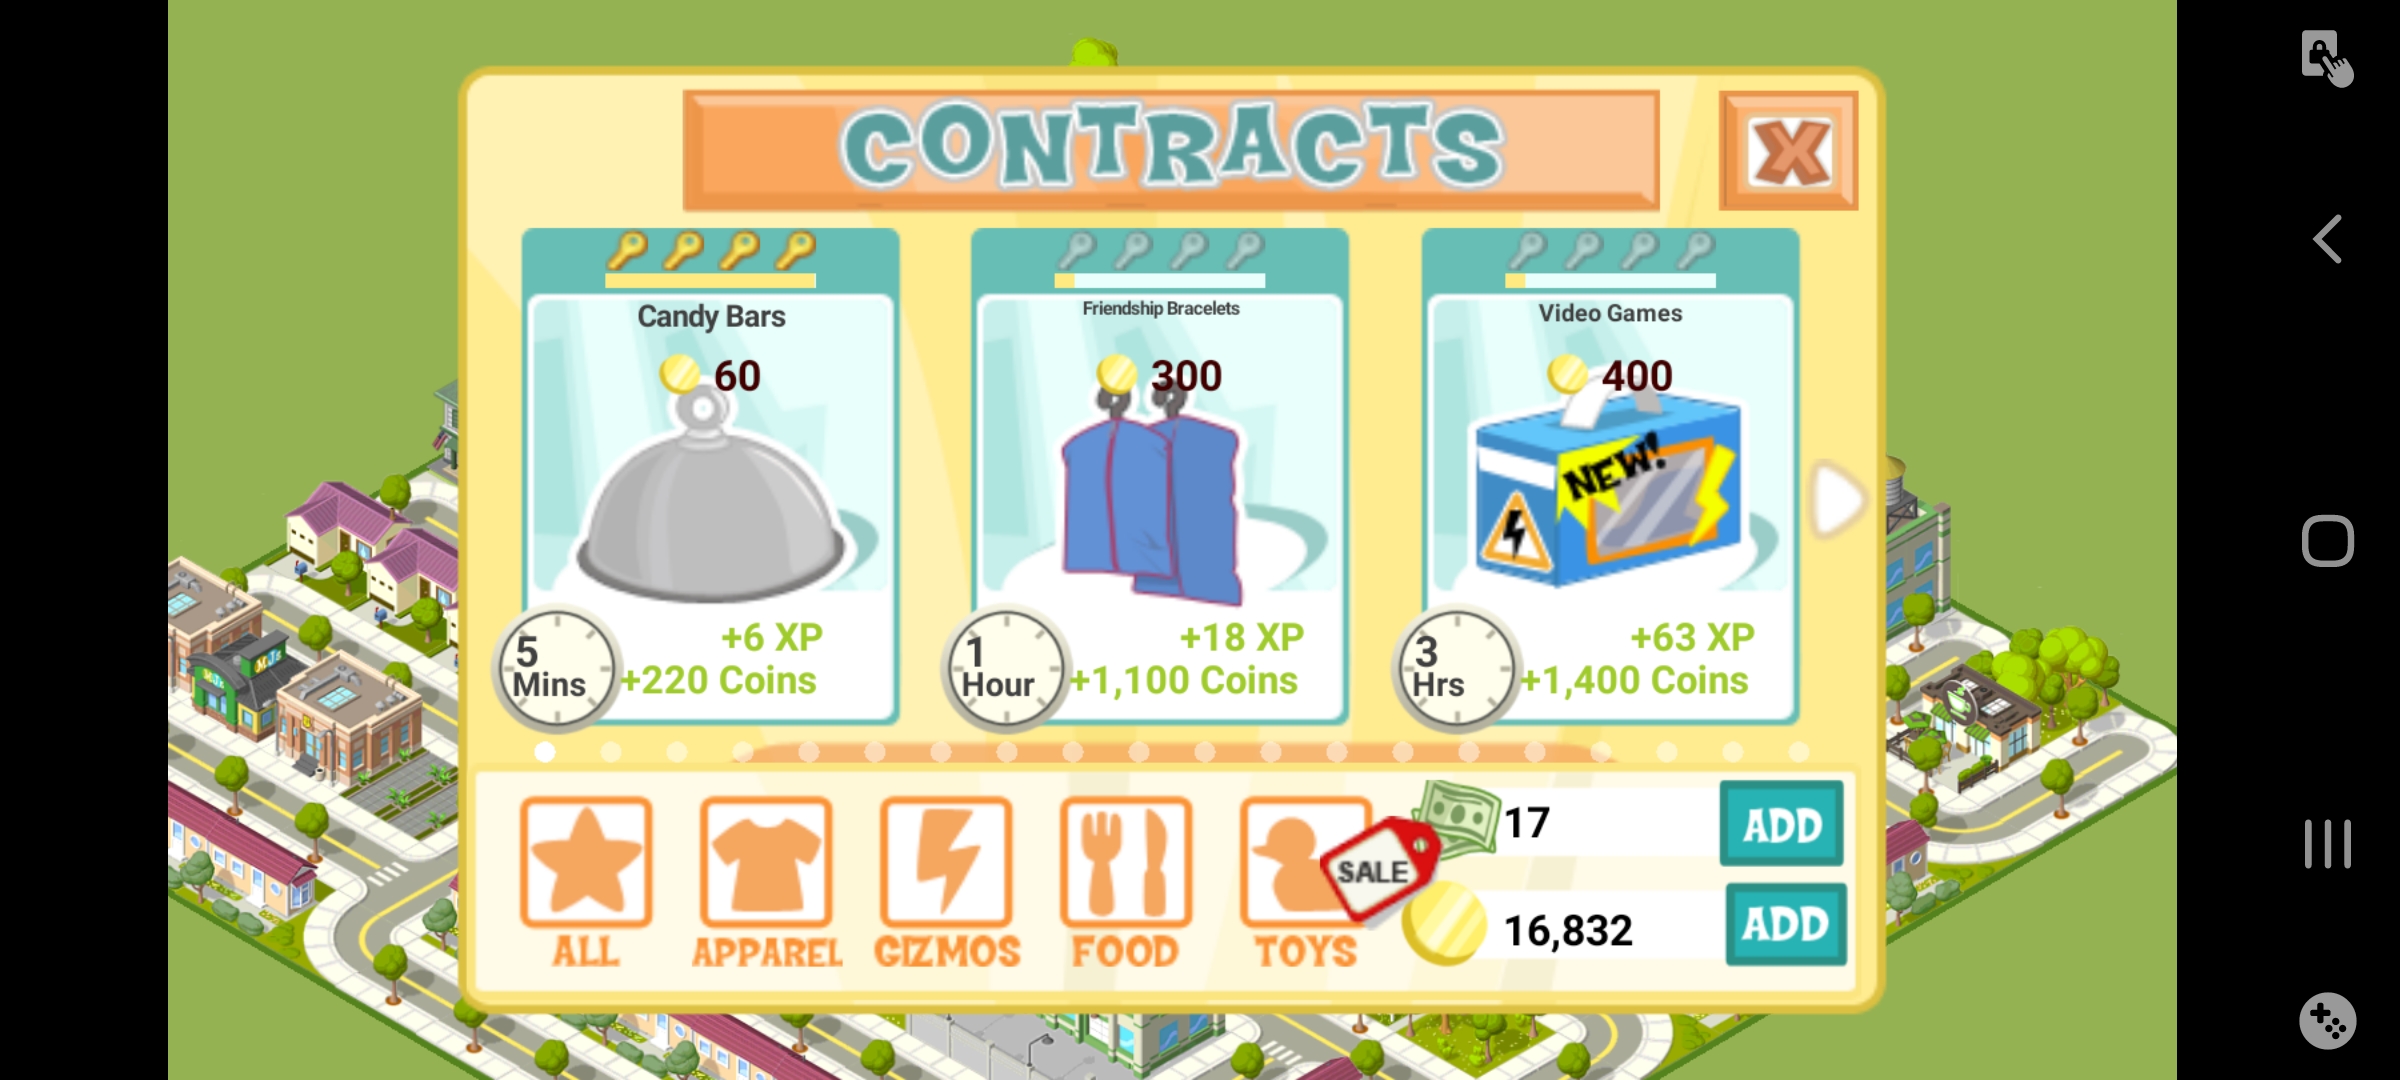 CONTRACTS
X
Candy Bars
60
5 Mins
+6 XP
+220 Coins
Friendship Bracelets
300
1 Hour
+18 XP
+1,100 Coins
Video Games
400
NEW!
3 Hrs
+63 XP
+1,400 Coins
ALL
APPAREL
GIZMOS
FOOD
TOYS
SALE
17
ADD
16,832
ADD
MJs
MJs